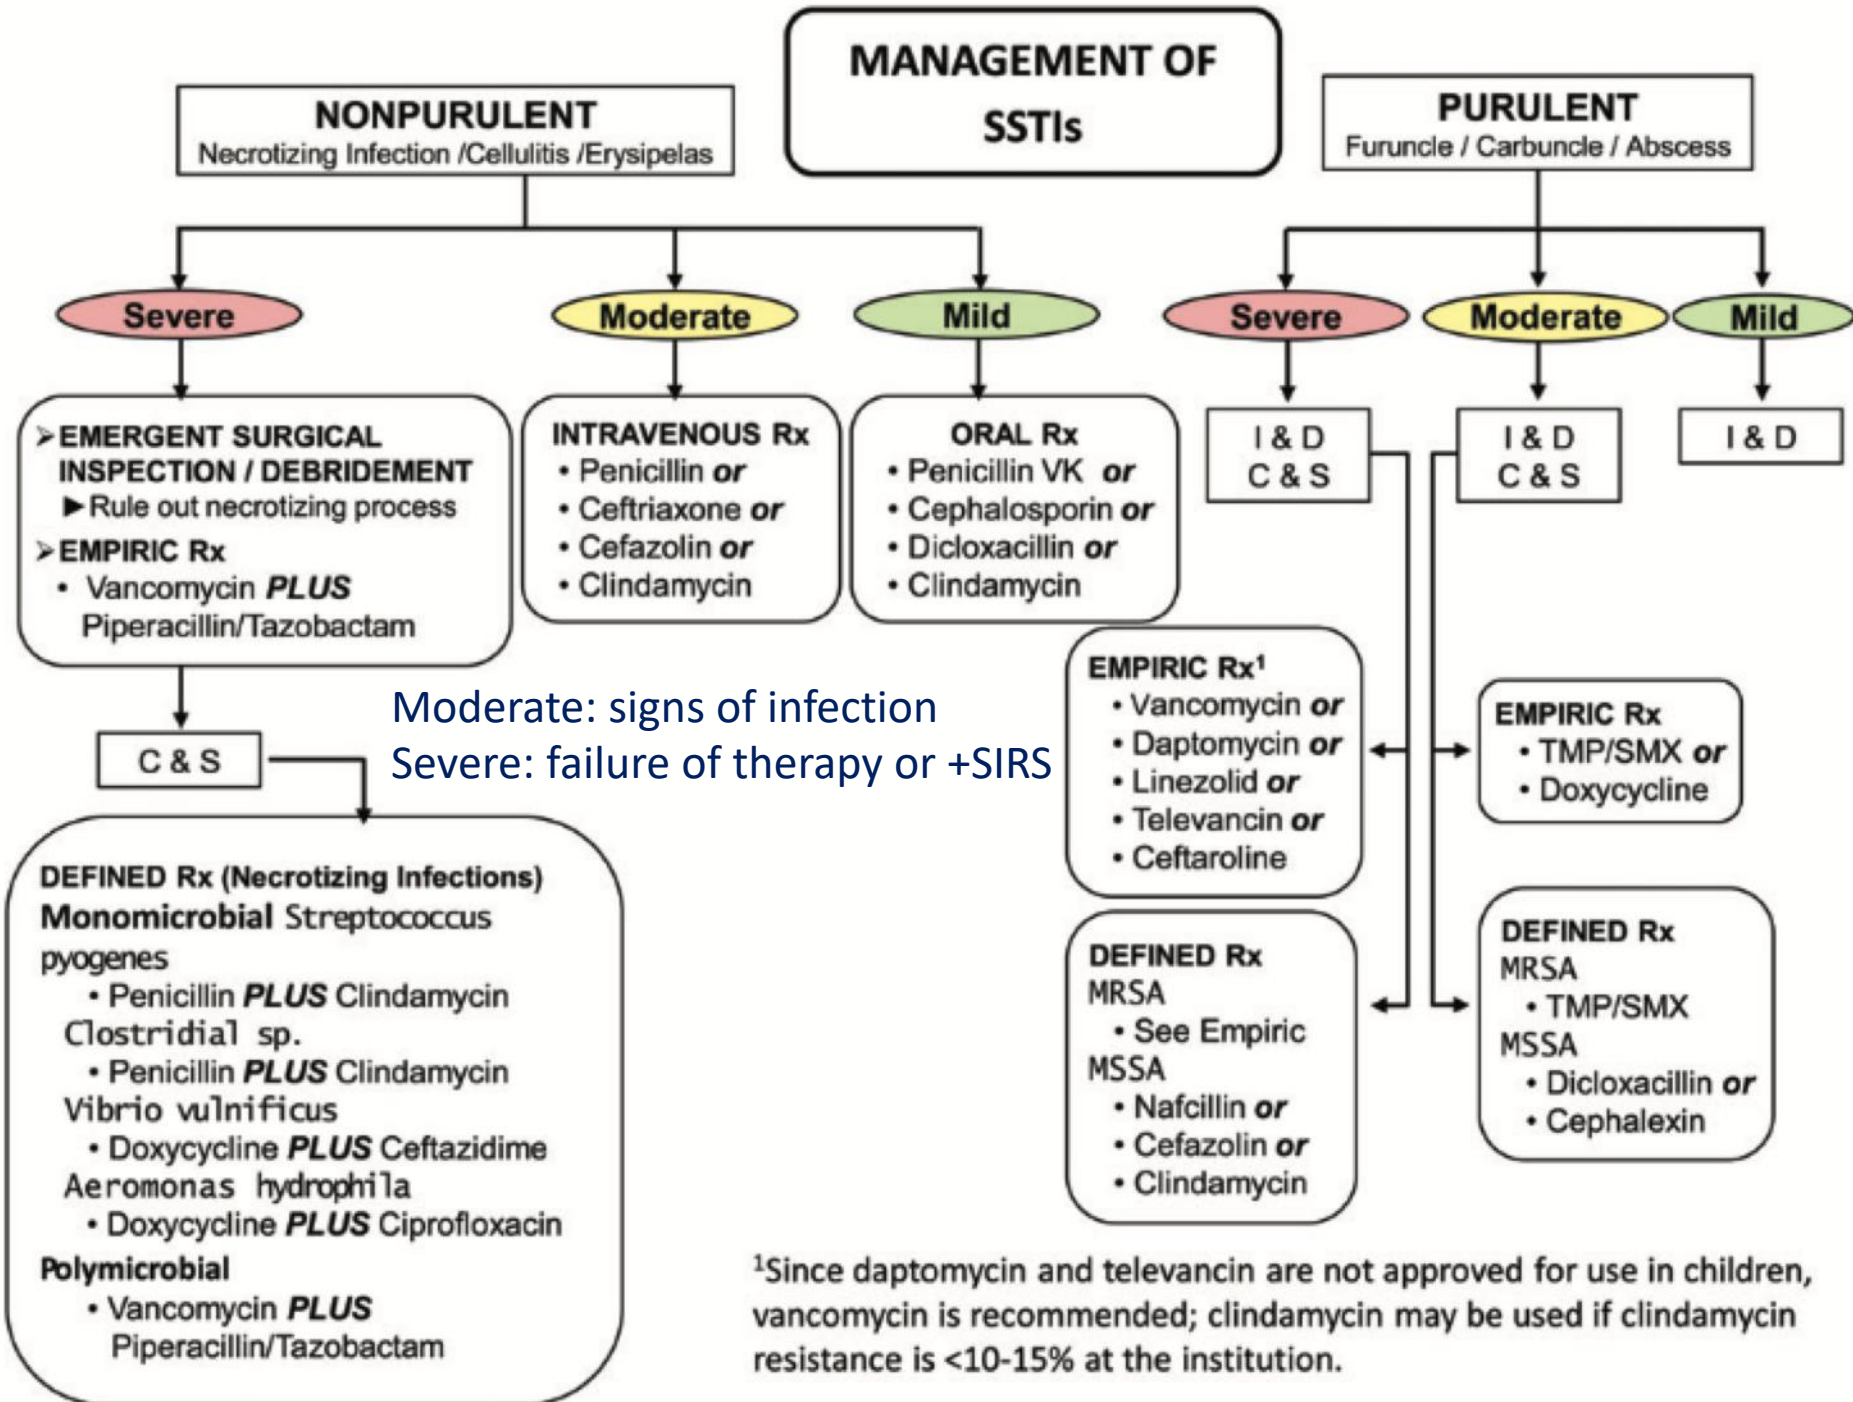 MANAGEMENT OF
SSTIs
NONPURULENT
Necrotizing Infection /Cellulitis /Erysipelas
Severe
➢EMERGENT SURGICAL
INSPECTION / DEBRIDEMENT
►Rule out necrotizing process
➢EMPIRIC Rx
• Vancomycin PLUS
Piperacillin/Tazobactam
C & S
DEFINED Rx (Necrotizing Infections)
Monomicrobial Streptococcus
pyogenes
• Penicillin PLUS Clindamycin
Clostridial sp.
• Penicillin PLUS Clindamycin
Vibrio vulnificus
• Doxycycline PLUS Ceftazidime
Aeromonas hydrophila
• Doxycycline PLUS Ciprofloxacin
Polymicrobial
• Vancomycin PLUS
Piperacillin/Tazobactam
Moderate
INTRAVENOUS Rx
• Penicillin or
• Ceftriaxone or
• Cefazolin or
• Clindamycin
Mild
ORAL Rx
• Penicillin VK or
• Cephalosporin or
• Dicloxacillin or
• Clindamycin
Moderate: signs of infection
Severe: failure of therapy or +SIRS
PURULENT
Furuncle / Carbuncle / Abscess
Severe
I & D
C & S
EMPIRIC Rx¹
• Vancomycin or
• Daptomycin or
• Linezolid or
• Televancin or
• Ceftaroline
DEFINED Rx
MRSA
• See Empiric
MSSA
• Nafcillin or
• Cefazolin or
• Clindamycin
Moderate
I & D
C & S
EMPIRIC Rx
• TMP/SMX or
• Doxycycline
DEFINED Rx
MRSA
• TMP/SMX
MSSA
• Dicloxacillin or
• Cephalexin
Mild
I & D
¹Since daptomycin and televancin are not approved for use in children,
vancomycin is recommended; clindamycin may be used if clindamycin
resistance is <10-15% at the institution.